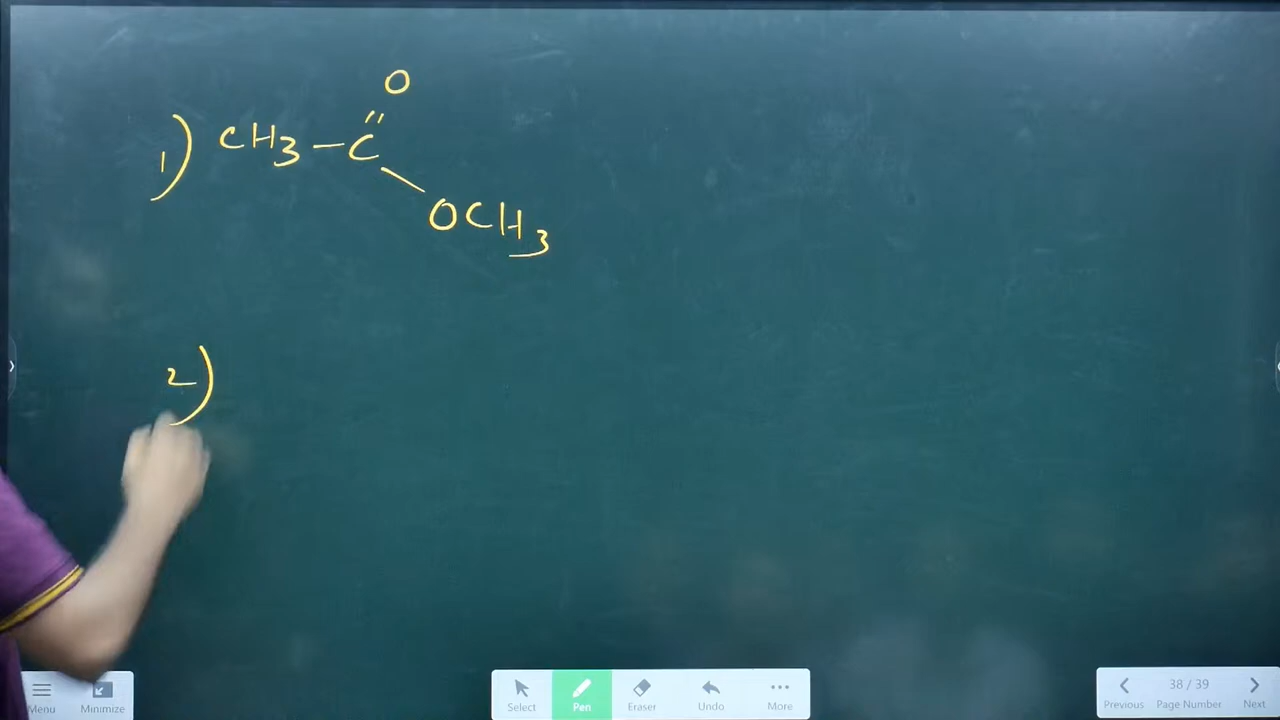 O
1) CH3-C
OCH3
2)
Menu Minimize Select Pen Eraser Undo More Previous 38 / 39 Page Number Next